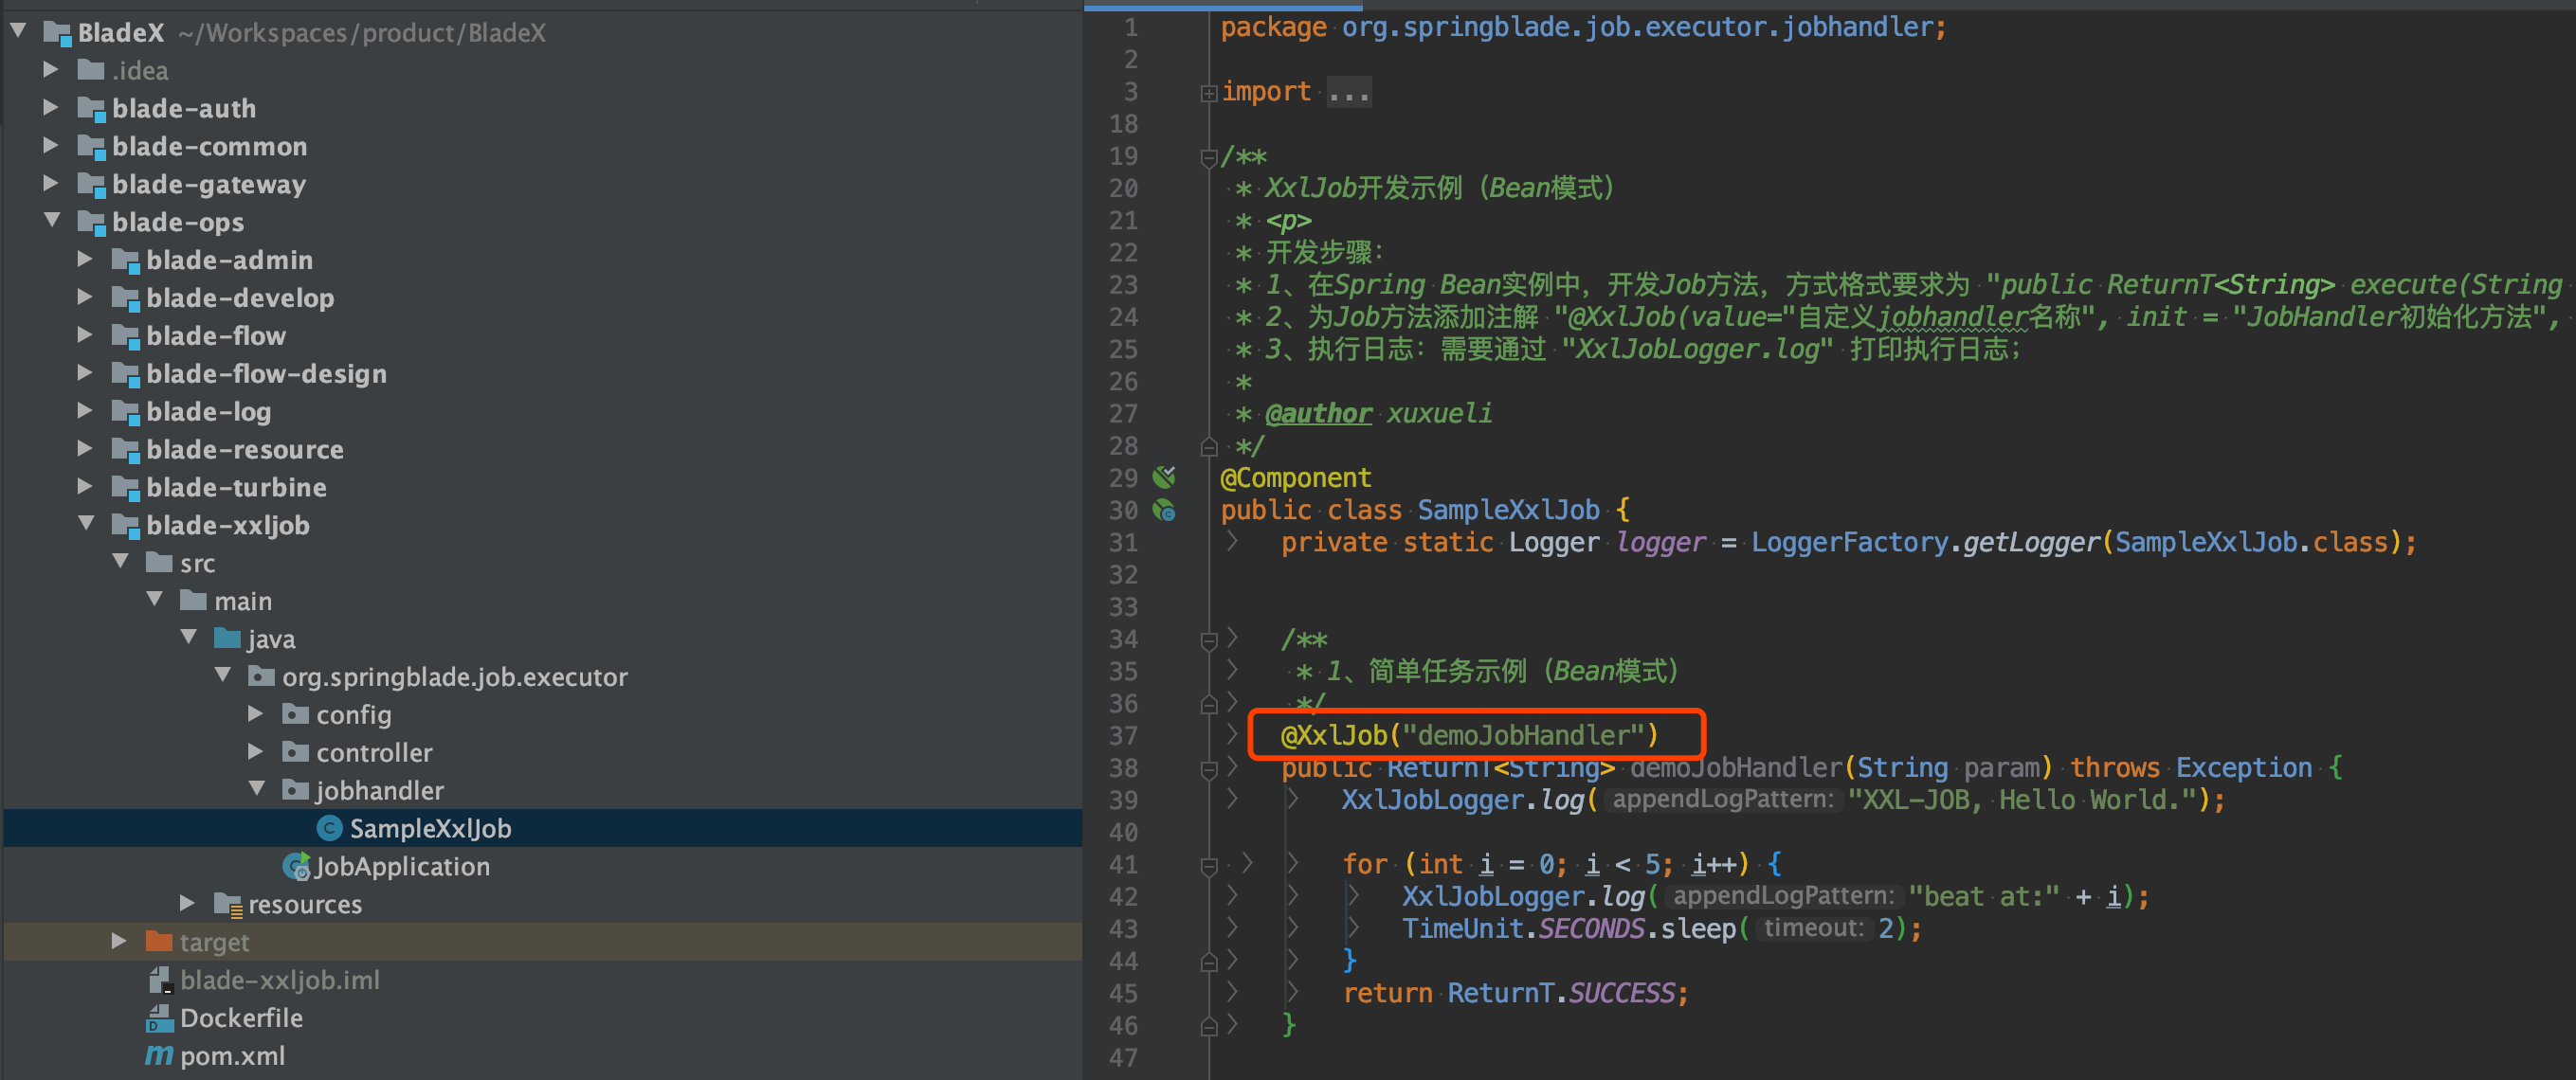 BladeX ~/Workspaces/product/BladeX
.idea
blade-auth
blade-common
blade-gateway
blade-ops
blade-admin
blade-develop
blade-flow
blade-flow-design
blade-log
blade-resource
blade-turbine
blade-xxljob
src
main
java
org.springblade.job.executor
config
controller
jobhandler
SampleXxlJob
JobApplication
resources
target
blade-xxljob.iml
Dockerfile
pom.xml
1 package org.springblade.job.executor.jobhandler;
2
3 import ...
18
19 /**
20 * XxlJob开发示例（Bean模式）
21 * <p>
22 * 开发步骤：
23 * 1、在Spring Bean实例中，开发Job方法，方式格式要求为 "public ReturnT<String> execute(String
24 * 2、为Job方法添加注解 "@XxlJob(value="自定义jobhandler名称", init = "JobHandler初始化方法",
25 * 3、执行日志：需要通过 "XxlJobLogger.log" 打印执行日志；
26 *
27 * @author xuxueli
28 */
29 @Component
30 public class SampleXxlJob {
31 private static Logger logger = LoggerFactory.getLogger(SampleXxlJob.class);
32
33
34 /**
35 * 1、简单任务示例（Bean模式）
36 */
37 @XxlJob("demoJobHandler")
38 public ReturnT<String> demoJobHandler(String param) throws Exception {
39 XxlJobLogger.log( appendLogPattern: "XXL-JOB, Hello World.");
40
41 for (int i = 0; i < 5; i++) {
42 XxlJobLogger.log( appendLogPattern: "beat at:" + i);
43 TimeUnit.SECONDS.sleep( timeout: 2);
44 }
45 return ReturnT.SUCCESS;
46 }
47